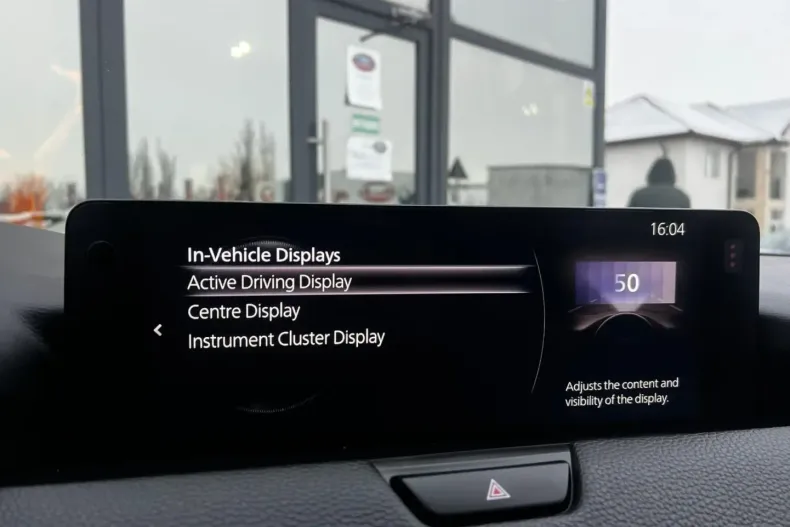 16:04
In-Vehicle Displays
Active Driving Display
Centre Display
Instrument Cluster Display
50
Adjusts the content and
visibility of the display.